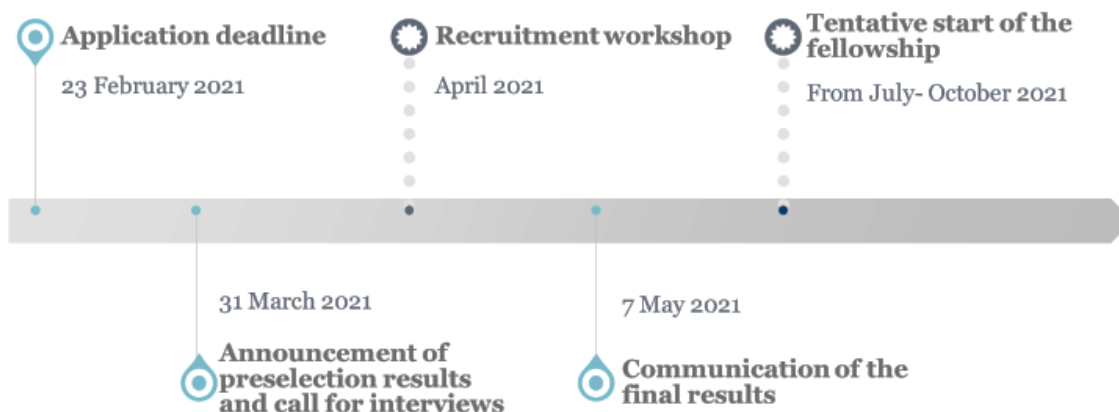 Application deadline
23 February 2021
Recruitment workshop
April 2021
Tentative start of the
fellowship
From July- October 2021
31 March 2021
Announcement of
preselection results
and call for interviews
7 May 2021
Communication of the
final results